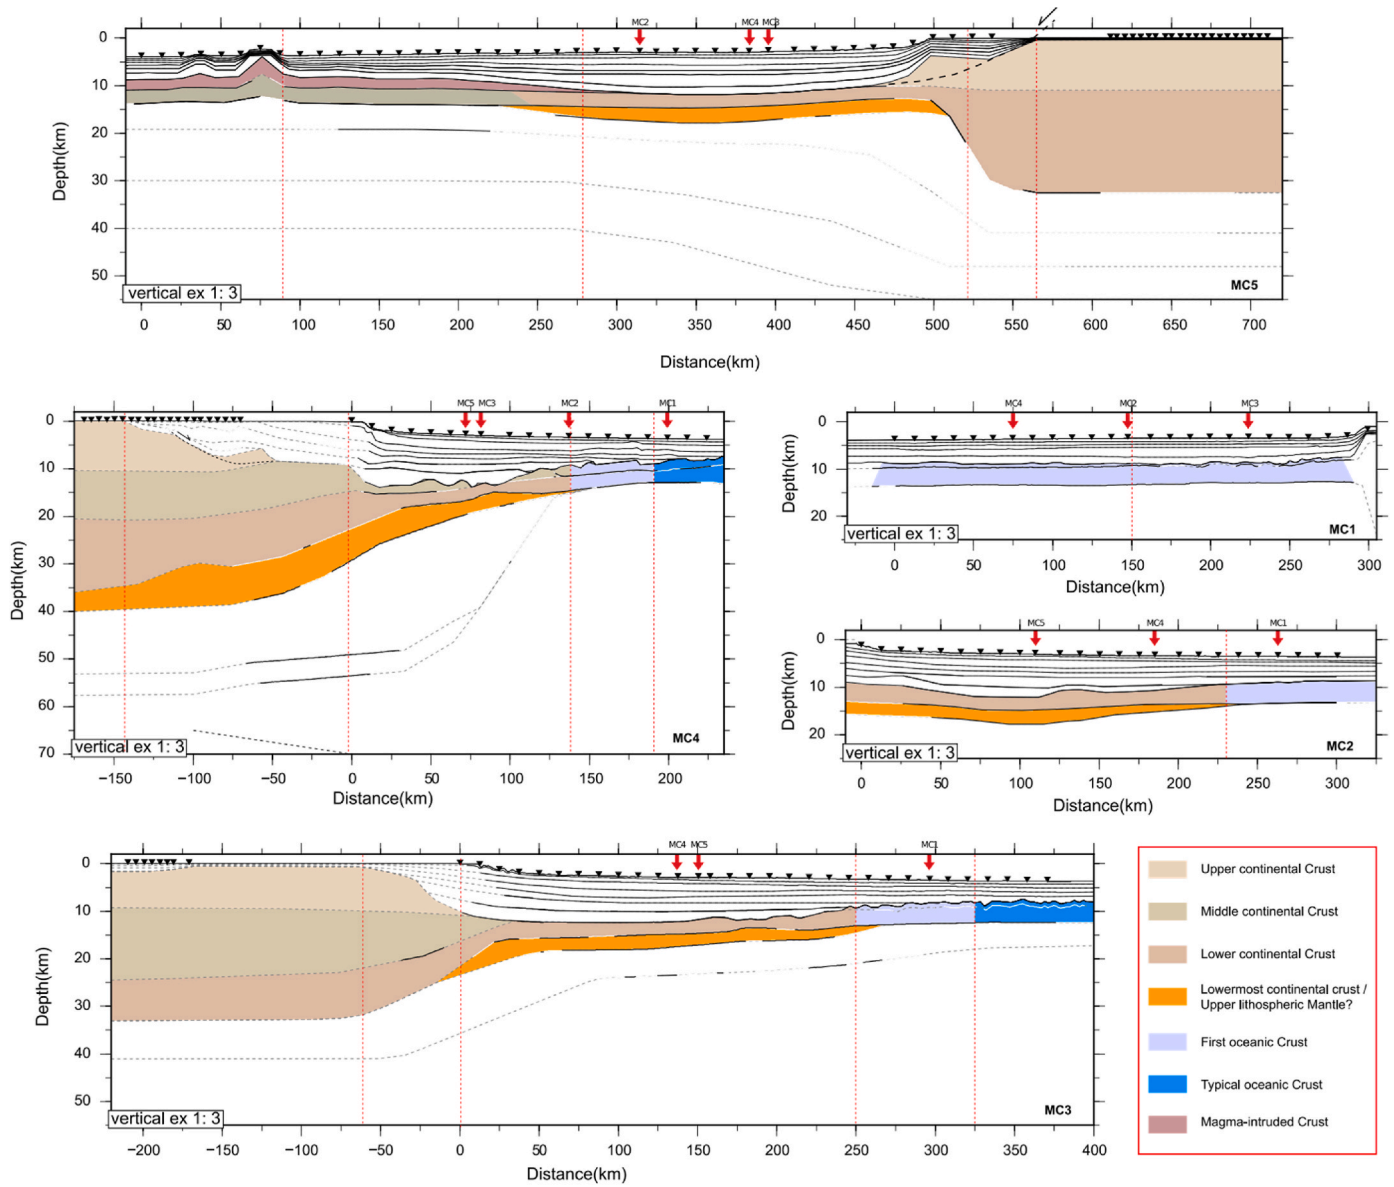 MC2 MC4 MC3
0
10
20
30
40
50
Depth(km)
vertical ex 1: 3
MC5
0 50 100 150 200 250 300 350 400 450 500 550 600 650 700
Distance(km)
MC5 MC3 MC2 MC1
0
10
20
30
40
50
60
70
Depth(km)
vertical ex 1: 3
MC4
−150 −100 −50 0 50 100 150 200
Distance(km)
MC4 MC2 MC3
0
10
20
Depth(km)
vertical ex 1: 3
MC1
0 50 100 150 200 250 300
Distance(km)
MC5 MC4 MC1
0
10
20
Depth(km)
vertical ex 1: 3
MC2
0 50 100 150 200 250 300
Distance(km)
MC4 MC5 MC1
0
10
20
30
40
50
Depth(km)
vertical ex 1: 3
MC3
−200 −150 −100 −50 0 50 100 150 200 250 300 350 400
Distance(km)
Upper continental Crust
Middle continental Crust
Lower continental Crust
Lowermost continental crust /
Upper lithospheric Mantle?
First oceanic Crust
Typical oceanic Crust
Magma-intruded Crust